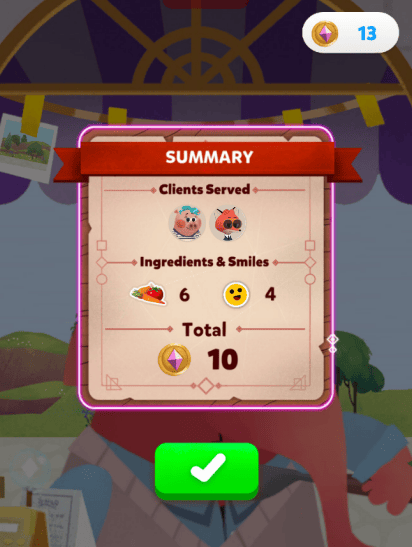 13
SUMMARY
Clients Served
Ingredients & Smiles
6 4
Total
10